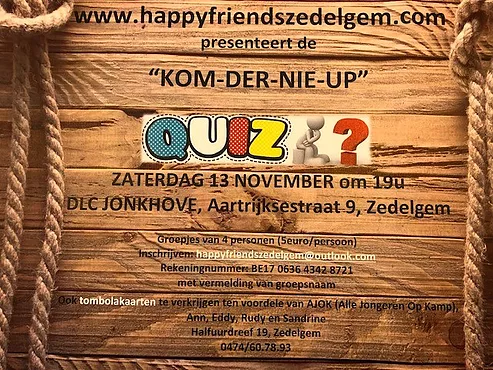 www.happyfriendszedelgem.com
presenteert de
“KOM-DER-NIE-UP”
QUIZ ?
ZATERDAG 13 NOVEMBER om 19u
DLC JONKHOVE, Aartrijksestraat 9, Zedelgem
Groepjes van 4 personen (5euro/persoon)
Inschrijven: happyfriendszedelgem@outlook.com
Rekeningnummer: BE17 0636 4342 8721
met vermelding van groepsnaam
Ook tombolakaarten te verkrijgen ten voordele van AJOK (Alle Jongeren Op Kamp),
Ann, Eddy, Rudy en Sandrine
Halfuurdreef 19, Zedelgem
0474/60.78.93